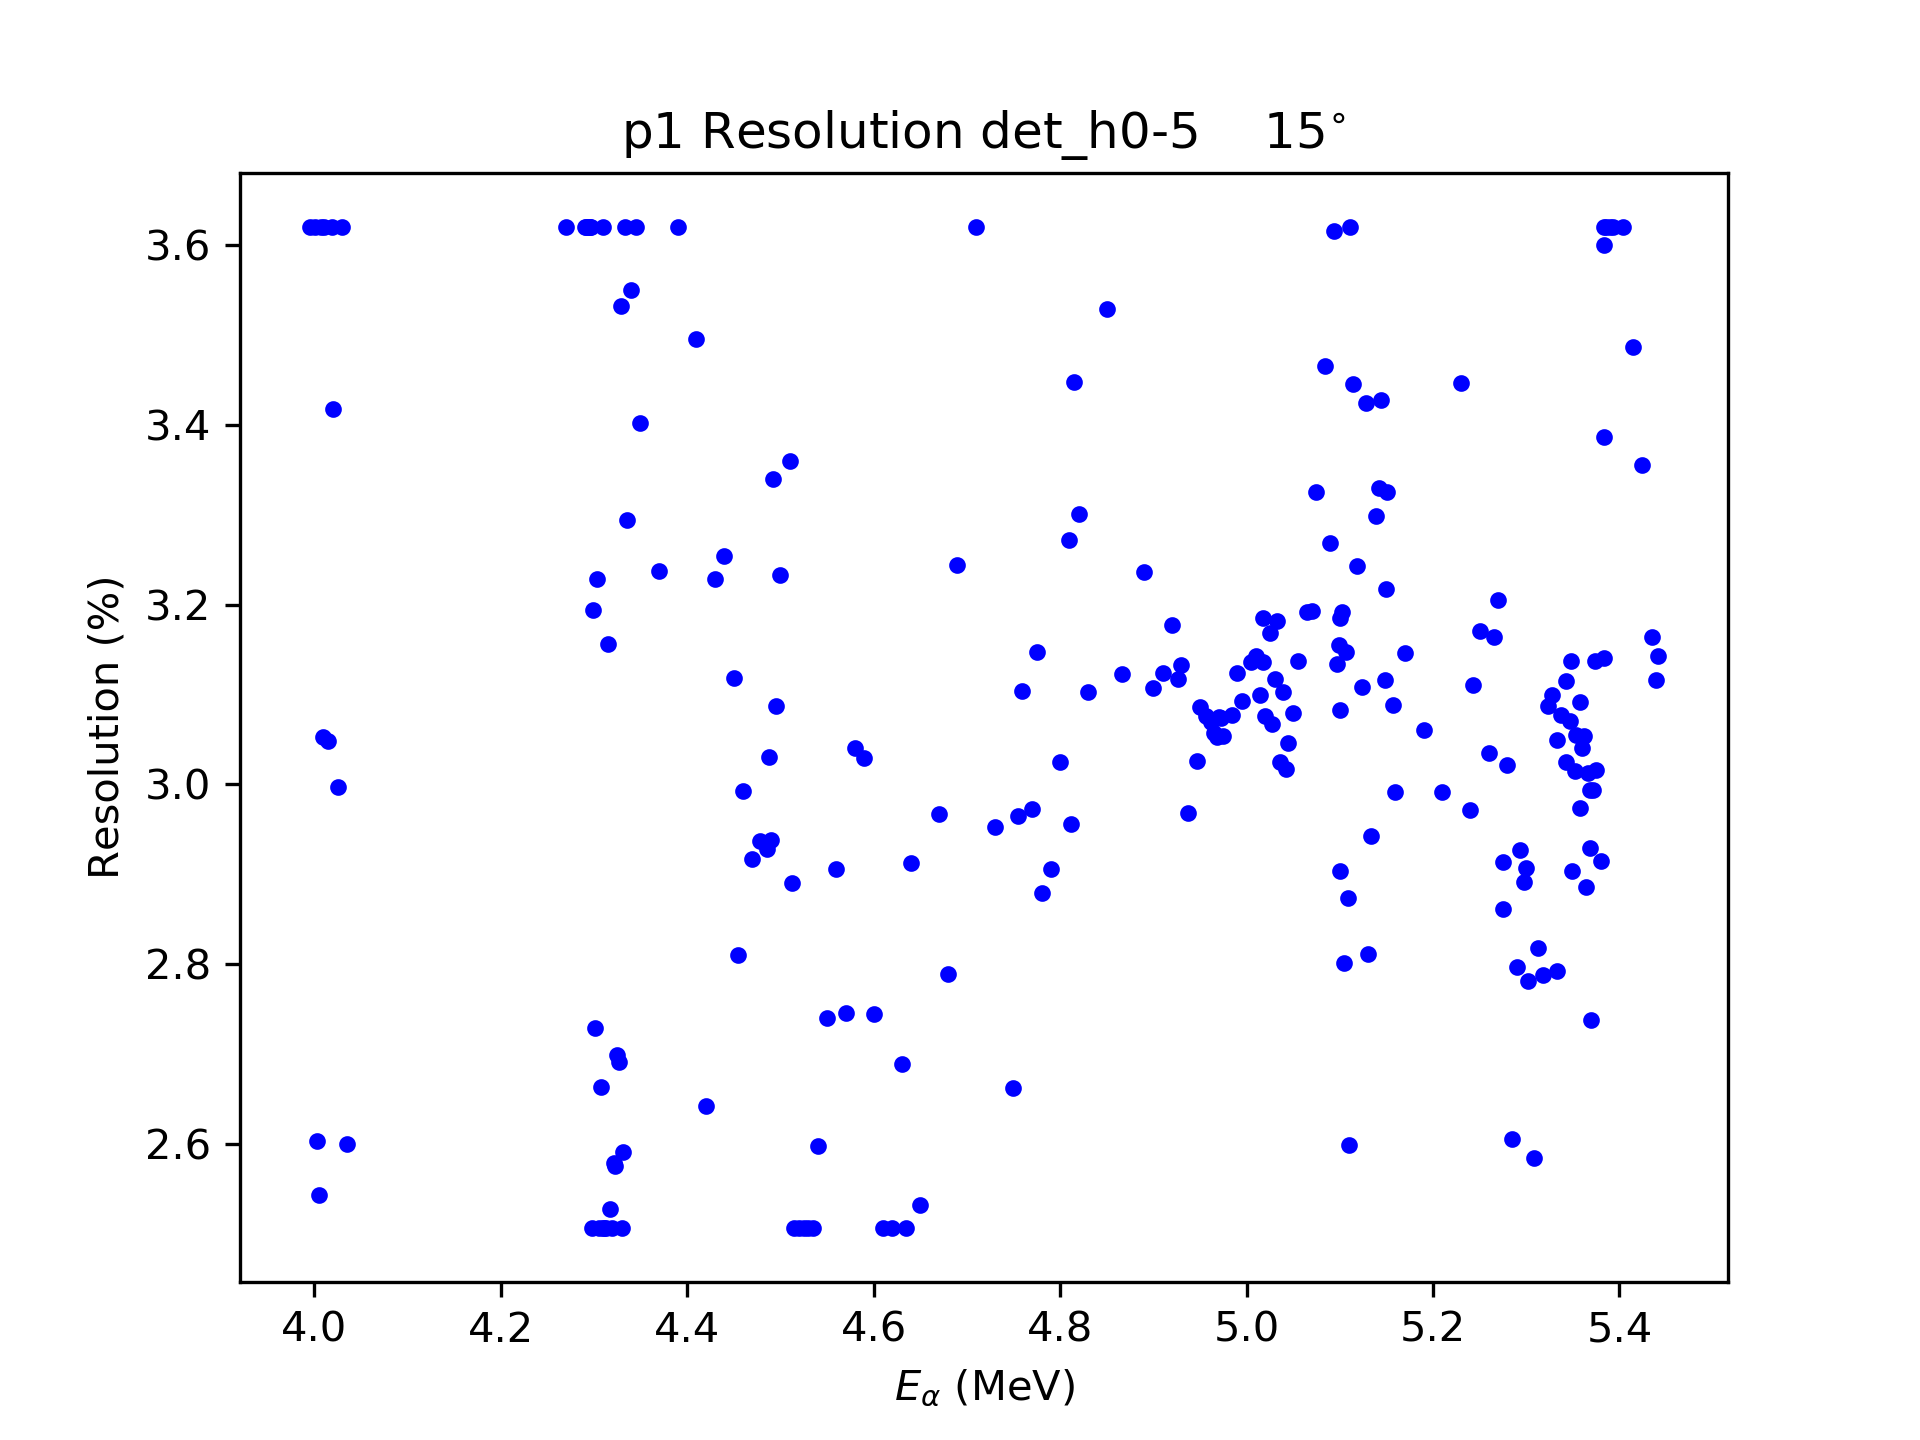 p1 Resolution det_h0-5 15°
Resolution (%)
3.6
3.4
3.2
3.0
2.8
2.6
4.0 4.2 4.4 4.6 4.8 5.0 5.2 5.4
Eα (MeV)